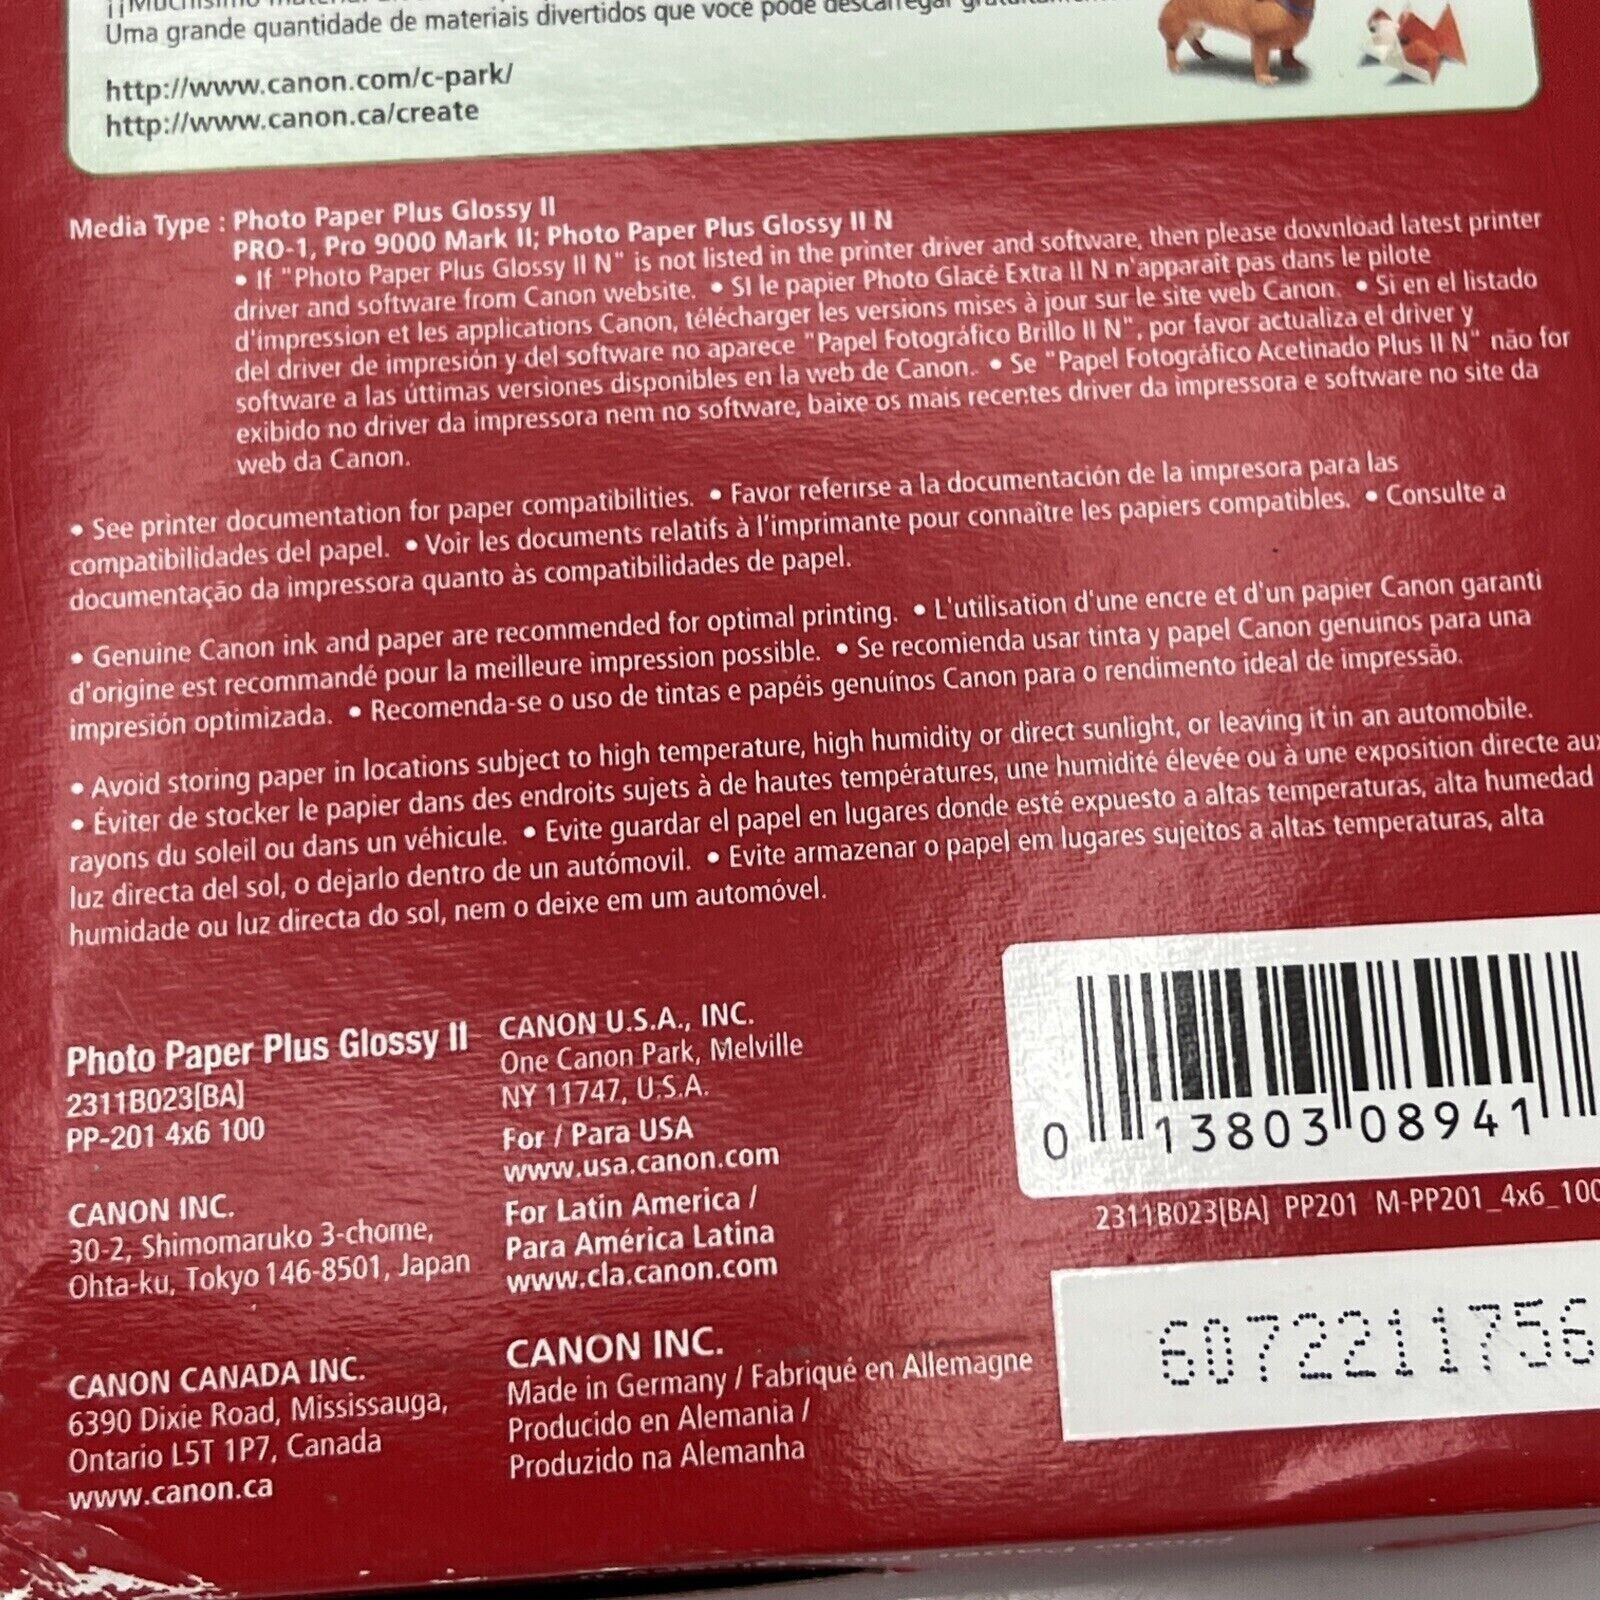 ¡¡Muchísimo material
Uma grande quantidade de materiais divertidos que você pode descarregar
http://www.canon.com/c-park/
http://www.canon.ca/create
Media Type : Photo Paper Plus Glossy II
PRO-1, Pro 9000 Mark II; Photo Paper Plus Glossy II N
• If "Photo Paper Plus Glossy II N" is not listed in the printer driver and software, then please download latest printer
driver and software from Canon website. • SI le papier Photo Glacé Extra II N n'apparaît pas dans le pilote
d'impression et les applications Canon, télécharger les versions mises à jour sur le site web Canon. • Si en el listado
del driver de impresión y del software no aparece "Papel Fotográfico Brillo II N", por favor actualiza el driver y
software a las úttimas versiones disponibles en la web de Canon. • Se "Papel Fotográfico Acetinado Plus II N" não for
exibido no driver da impressora nem no software, baixe os mais recentes driver da impressora e software no site da
web da Canon.
• See printer documentation for paper compatibilities. • Favor referirse a la documentación de la impresora para las
compatibilidades del papel. • Voir les documents relatifs à l'imprimante pour connaître les papiers compatibles. • Consulte a
documentação da impressora quanto às compatibilidades de papel.
• Genuine Canon ink and paper are recommended for optimal printing. • L'utilisation d'une encre et d'un papier Canon garanti
d'origine est recommandé pour la meilleure impression possible. • Se recomienda usar tinta y papel Canon genuinos para una
impresión optimizada. • Recomenda-se o uso de tintas e papéis genuínos Canon para o rendimento ideal de impressão.
• Avoid storing paper in locations subject to high temperature, high humidity or direct sunlight, or leaving it in an automobile.
• Éviter de stocker le papier dans des endroits sujets à de hautes températures, une humidité élevée ou à une exposition directe aux
rayons du soleil ou dans un véhicule. • Evite guardar el papel en lugares donde esté expuesto a altas temperaturas, alta humedad
luz directa del sol, o dejarlo dentro de un autómovil. • Evite armazenar o papel em lugares sujeitos a altas temperaturas, alta
humidade ou luz directa do sol, nem o deixe em um automóvel.
Photo Paper Plus Glossy II
2311B023[BA]
PP-201 4x6 100
CANON INC.
30-2, Shimomaruko 3-chome,
Ohta-ku, Tokyo 146-8501, Japan
CANON CANADA INC.
6390 Dixie Road, Mississauga,
Ontario L5T 1P7, Canada
www.canon.ca
CANON U.S.A., INC.
One Canon Park, Melville
NY 11747, U.S.A.
For / Para USA
www.usa.canon.com
For Latin America /
Para América Latina
www.cla.canon.com
CANON INC.
Made in Germany / Fabriqué en Allemagne
Producido en Alemania /
Produzido na Alemanha
0 13803 08941
2311B023[BA] PP201 M-PP201_4x6_100
6072211756